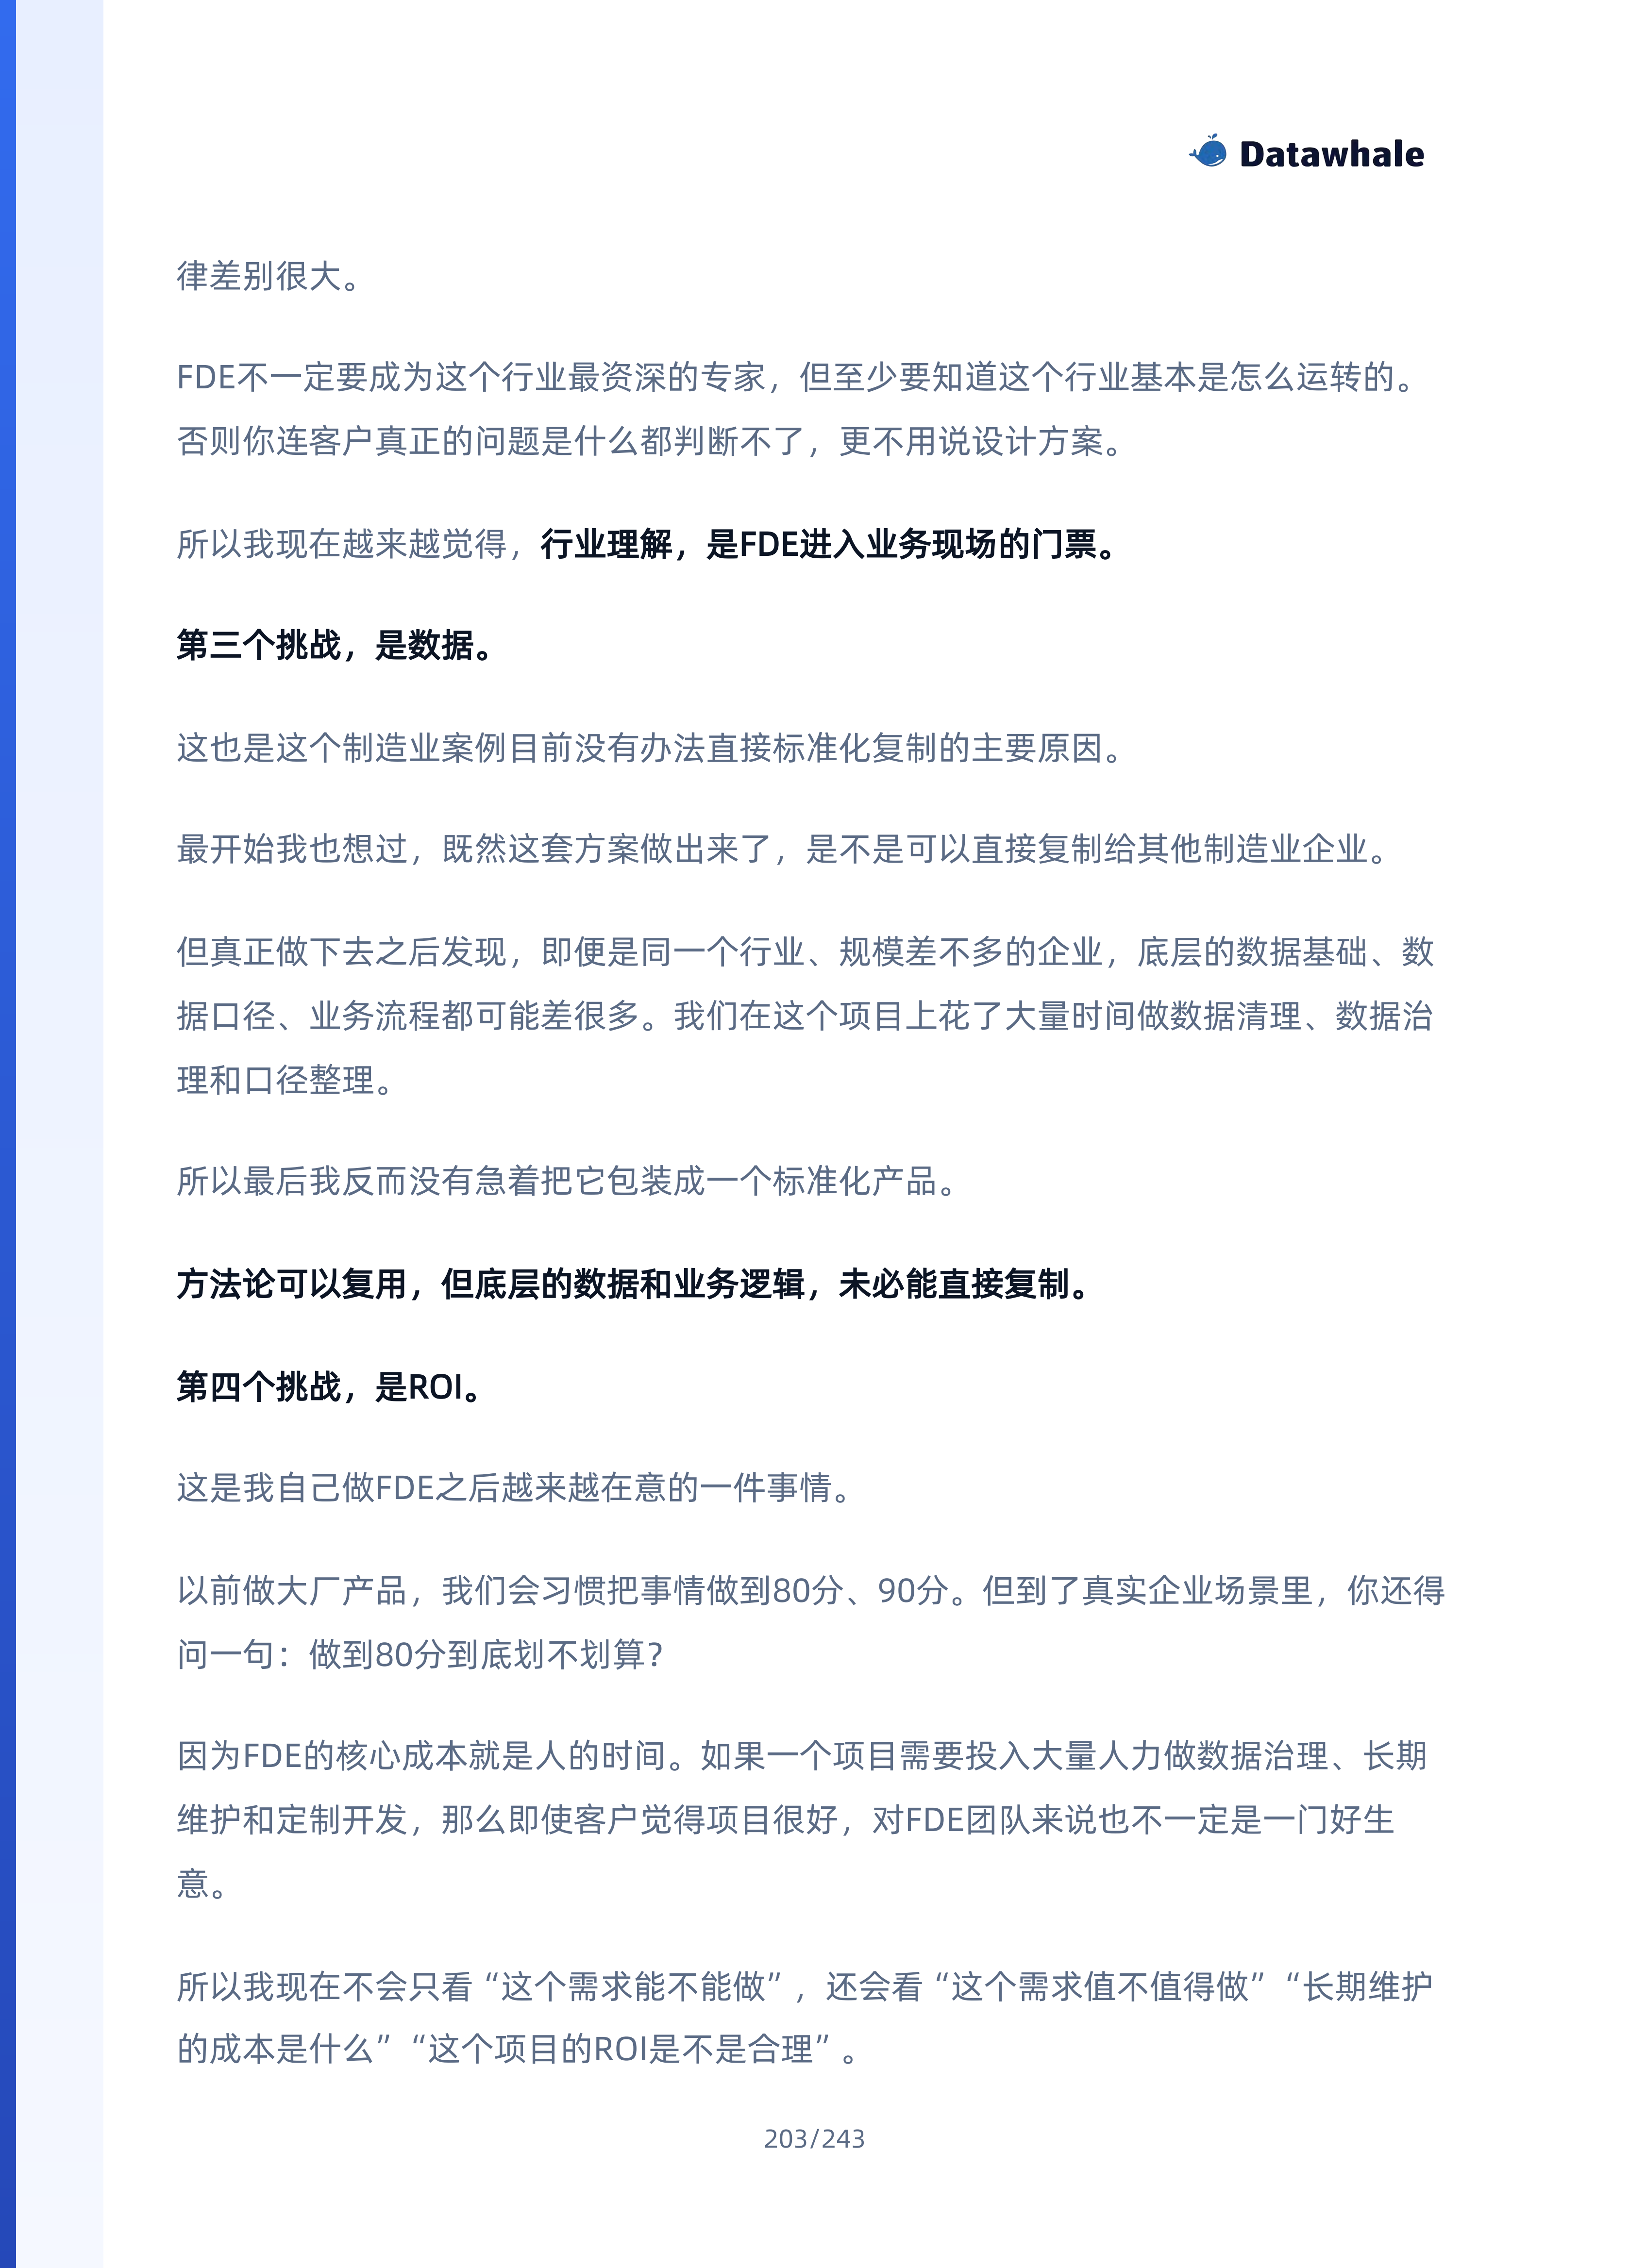 Datawhale
律差别很大。
FDE不一定要成为这个行业最资深的专家，但至少要知道这个行业基本是怎么运转的。
否则你连客户真正的问题是什么都判断不了，更不用说设计方案。
所以我现在越来越觉得，行业理解，是FDE进入业务现场的门票。
第三个挑战，是数据。
这也是这个制造业案例目前没有办法直接标准化复制的主要原因。
最开始我也想过，既然这套方案做出来了，是不是可以直接复制给其他制造业企业。
但真正做下去之后发现，即便是同一个行业、规模差不多的企业，底层的数据基础、数
据口径、业务流程都可能差很多。我们在这个项目上花了大量时间做数据清理、数据治
理和口径整理。
所以最后我反而没有急着把它包装成一个标准化产品。
方法论可以复用，但底层的数据和业务逻辑，未必能直接复制。
第四个挑战，是ROI。
这是我自己做FDE之后越来越在意的一件事情。
以前做大厂产品，我们会习惯把事情做到80分、90分。但到了真实企业场景里，你还得
问一句：做到80分到底划不划算？
因为FDE的核心成本就是人的时间。如果一个项目需要投入大量人力做数据治理、长期
维护和定制开发，那么即使客户觉得项目很好，对FDE团队来说也不一定是一门好生
意。
所以我现在不会只看“这个需求能不能做”，还会看“这个需求值不值得做”“长期维护
的成本是什么”“这个项目的ROI是不是合理”。
203/243